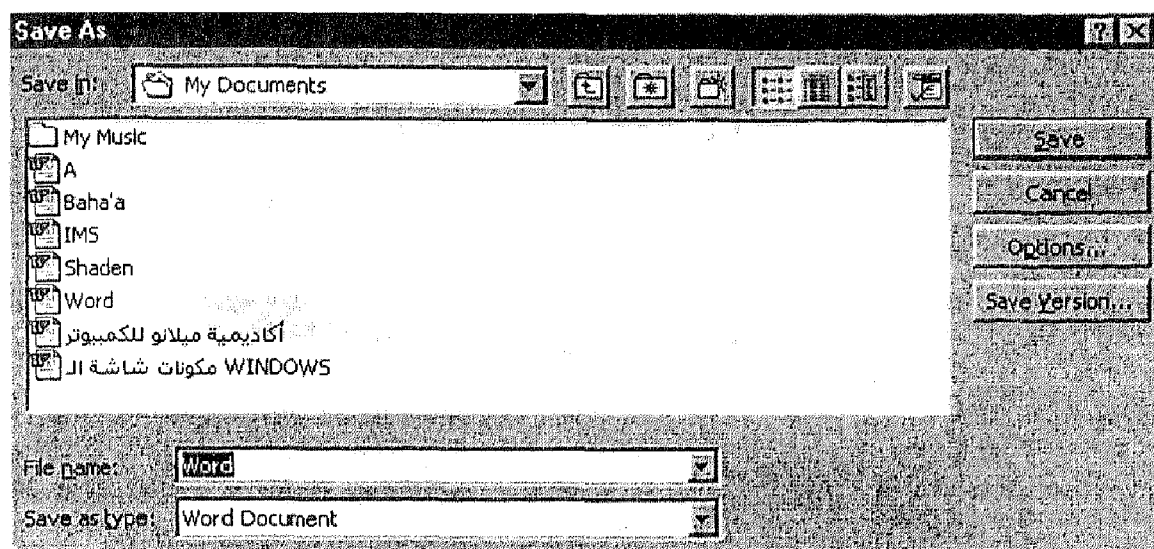 Save As
Save in: My Documents
My Music
A
Baha'a
IMS
Shaden
Word
أكاديمية ميلانو للكمبيوتر
مكونات شاشة الـ WINDOWS
Save
Cancel
Options...
Save Version...
File name: Word
Save as type: Word Document